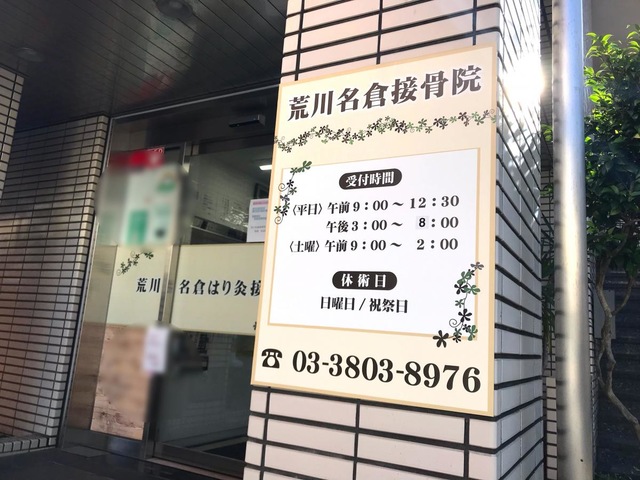 荒川名倉接骨院
受付時間
〈平日〉午前9：00〜12：30
午後3：00〜 8：00
〈土曜〉午前9：00〜 2：00
休術日
日曜日/祝祭日
☎ 03-3803-8976
荒川 名倉はり灸接